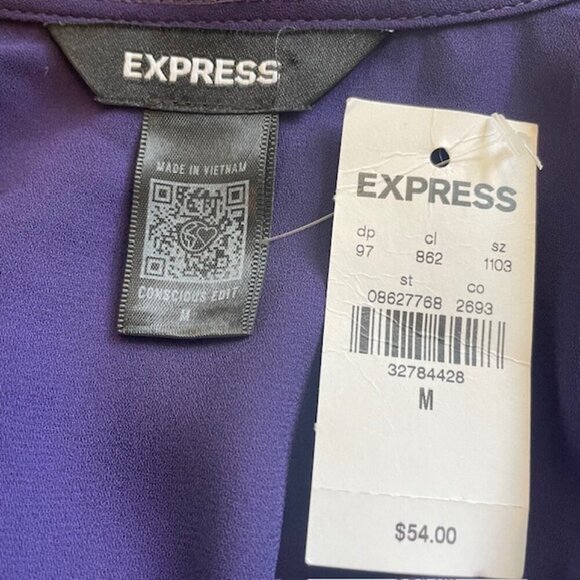 EXPRESS
MADE IN VIETNAM
CONSCIOUS EDIT
M
EXPRESS
dp cl sz
97 862 1103
st co
08627768 2693
32784428
M
$54.00